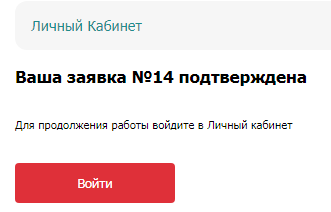 Личный Кабинет
Ваша заявка №14 подтверждена
Для продолжения работы войдите в Личный кабинет
Войти